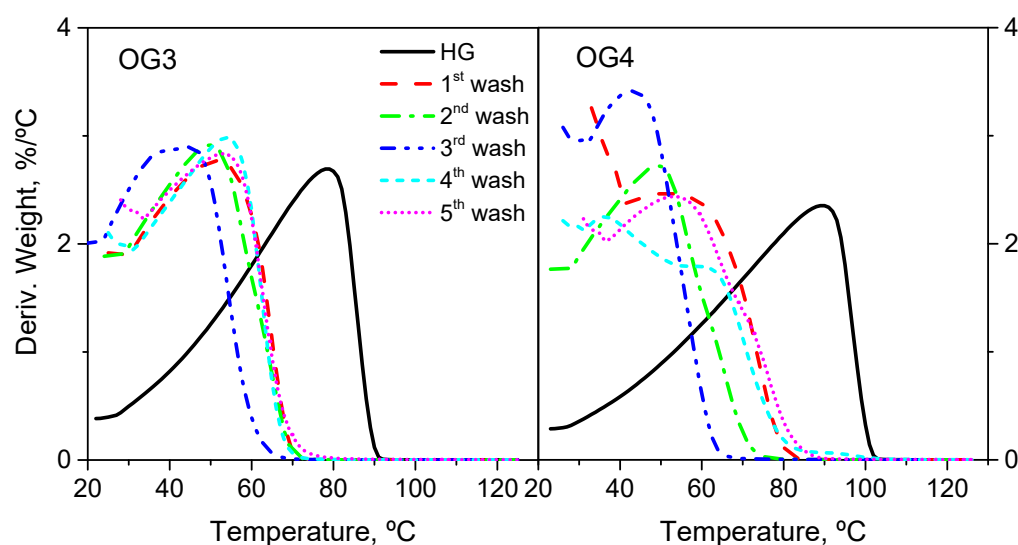 4
OG3
HG
1st wash
2nd wash
3rd wash
4th wash
5th wash
OG4
4
2
2
0
0
Deriv. Weight, %/ºC
20 40 60 80 100 120
20 40 60 80 100 120
Temperature, ºC
Temperature, ºC